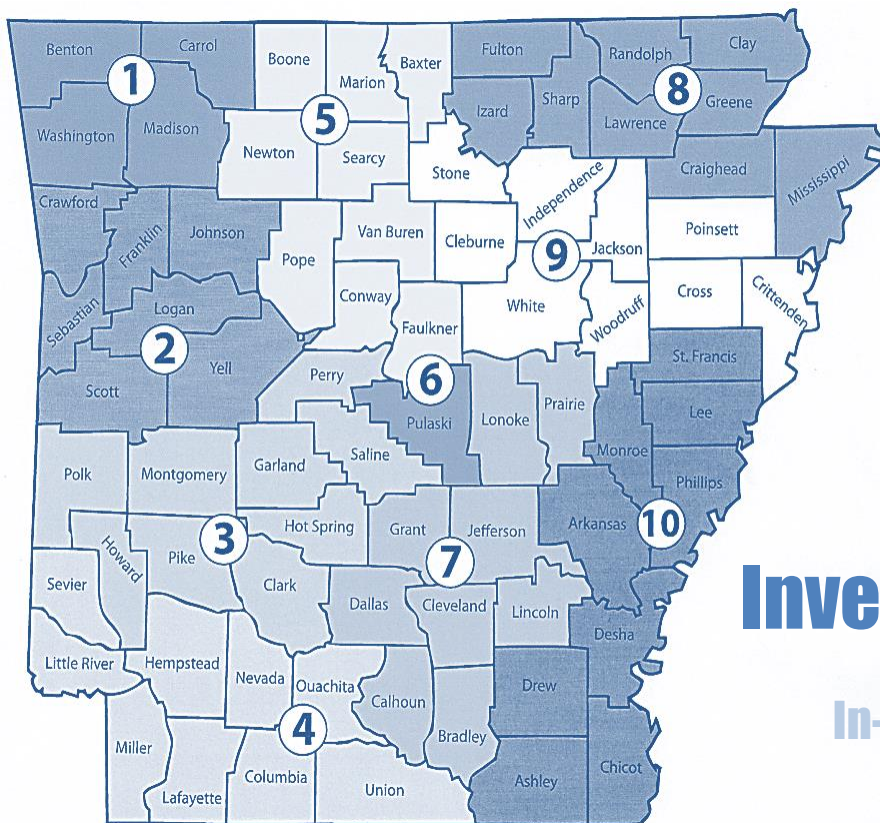 Benton
Carrol
Boone
Marion
Baxter
Fulton
Randolph
Clay
1
5
8
Izard
Sharp
Lawrence
Greene
Washington
Madison
Newton
Searcy
Stone
Independence
Craighead
Mississippi
Crawford
Franklin
Johnson
Pope
Van Buren
Cleburne
9
Jackson
Poinsett
Sebastian
Logan
Conway
Faulkner
White
Woodruff
Cross
Crittenden
2
Scott
Yell
Perry
6
Pulaski
Lonoke
Prairie
St. Francis
Lee
Monroe
Phillips
Polk
Montgomery
Garland
Saline
Hot Spring
Grant
Jefferson
Arkansas
10
3
7
Howard
Pike
Sevier
Clark
Dallas
Cleveland
Lincoln
Desha
Inve
Little River
Hempstead
Nevada
Ouachita
Calhoun
Bradley
Drew
In-
4
Miller
Lafayette
Columbia
Union
Ashley
Chicot